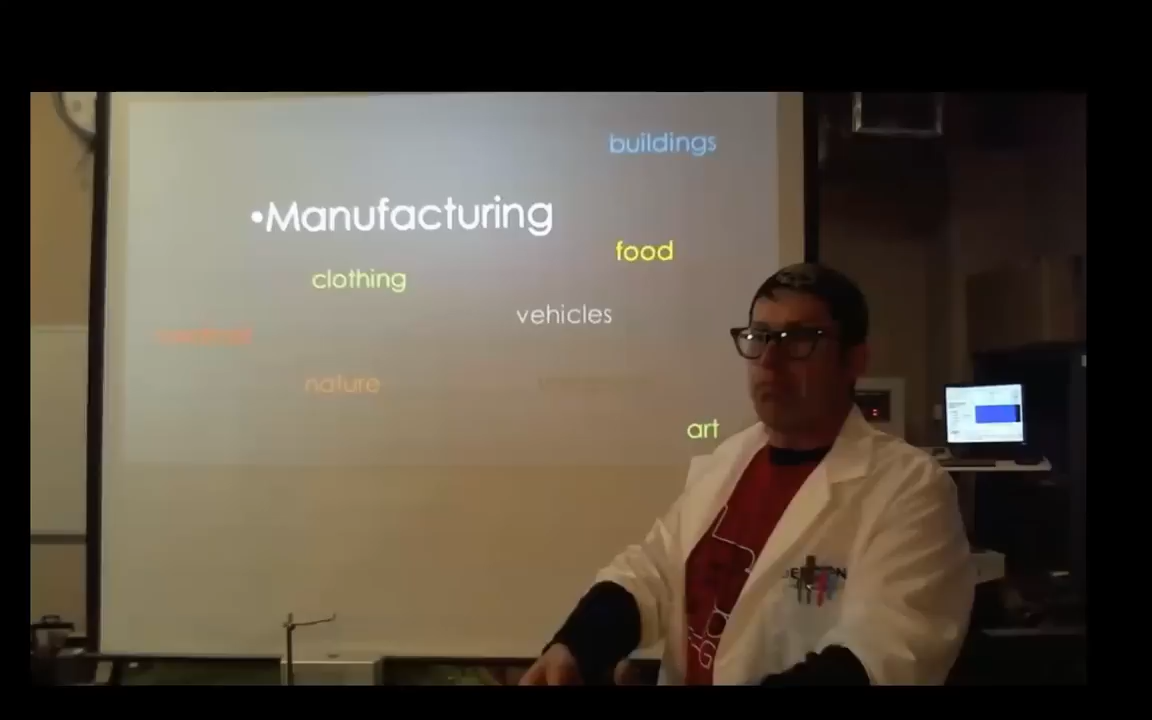 buildings
•Manufacturing
food
clothing
vehicles
nature
art